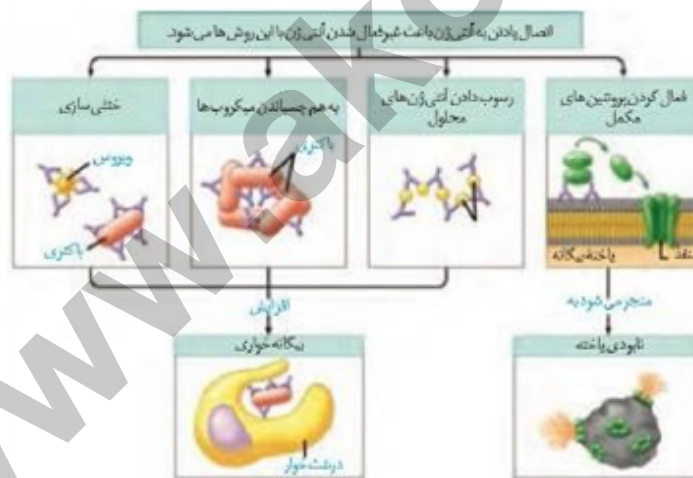 اتصال پادتن به آنتی‌ژن باعث غیرفعال شدن آنتی‌ژن با این روش‌ها می‌شود.
خنثی سازی
به هم چسباندن میکروب‌ها
رسوب دادن آنتی‌ژن‌های
محلول
فعال کردن پروتئین‌های
مکمل
ویروس
باکتری
باکتری
یاخته بیگانه
منفذ
افزایش
منجر می‌شود به
بیگانه خواری
نابودی یاخته
درشت خوار